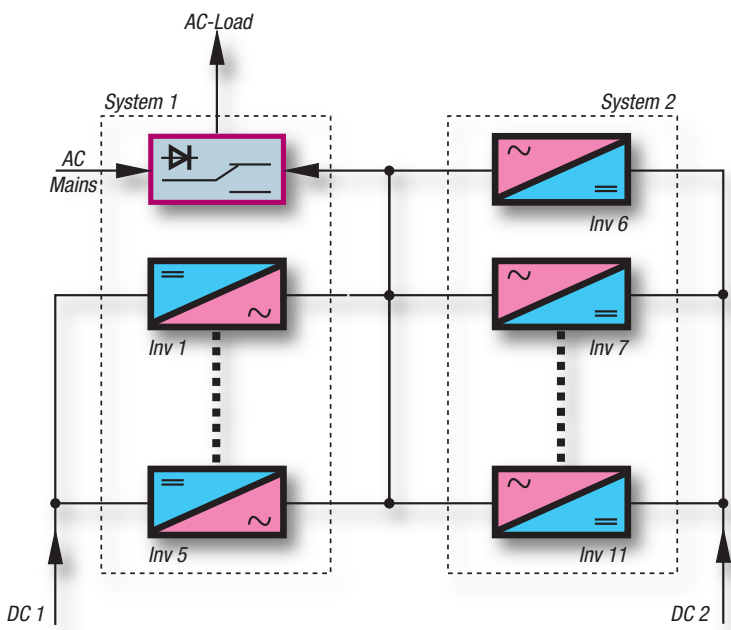 AC-Load
System 1
System 2
AC
Mains
Inv 6
Inv 1
Inv 7
Inv 5
Inv 11
DC 1
DC 2